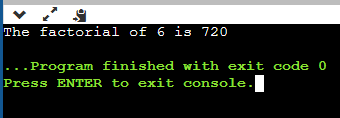 The factorial of 6 is 720
...Program finished with exit code 0
Press ENTER to exit console.